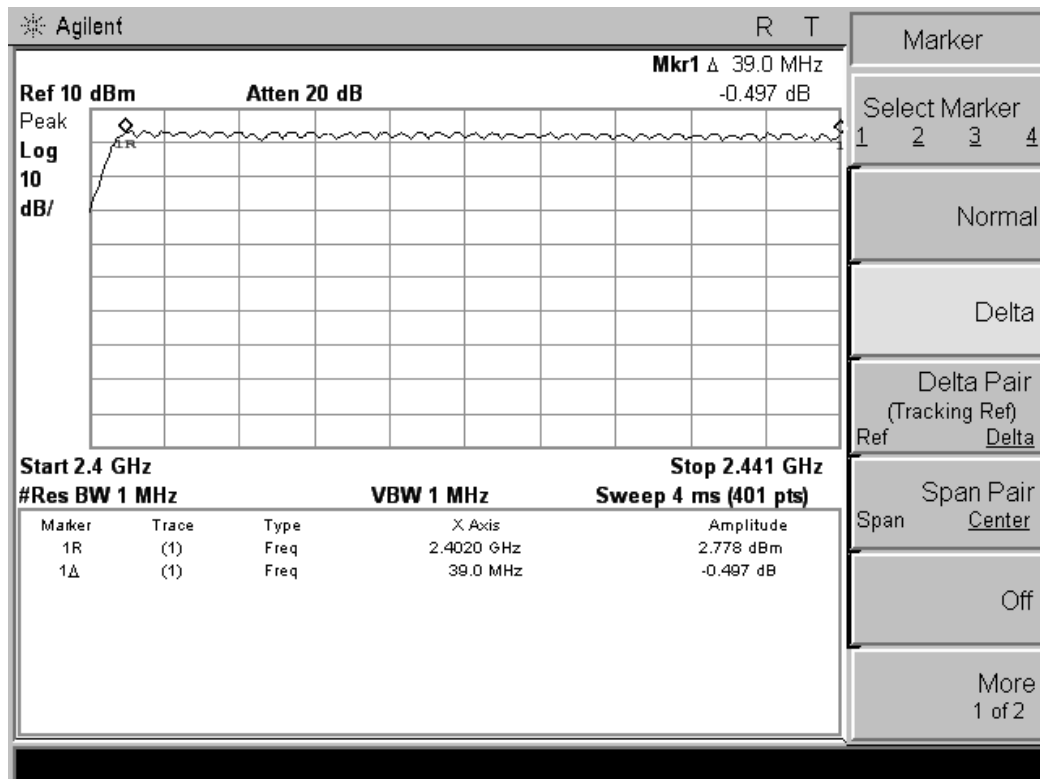 Agilent R T
Mkr1 Δ 39.0 MHz
Ref 10 dBm Atten 20 dB -0.497 dB
Peak
Log
10
dB/
1R
1
Start 2.4 GHz Stop 2.441 GHz
#Res BW 1 MHz VBW 1 MHz Sweep 4 ms (401 pts)
Marker Trace Type X Axis Amplitude
1R (1) Freq 2.4020 GHz 2.778 dBm
1Δ (1) Freq 39.0 MHz -0.497 dB
Marker
Select Marker
1 2 3 4
Normal
Delta
Delta Pair
(Tracking Ref)
Ref Delta
Span Pair
Span Center
Off
More
1 of 2